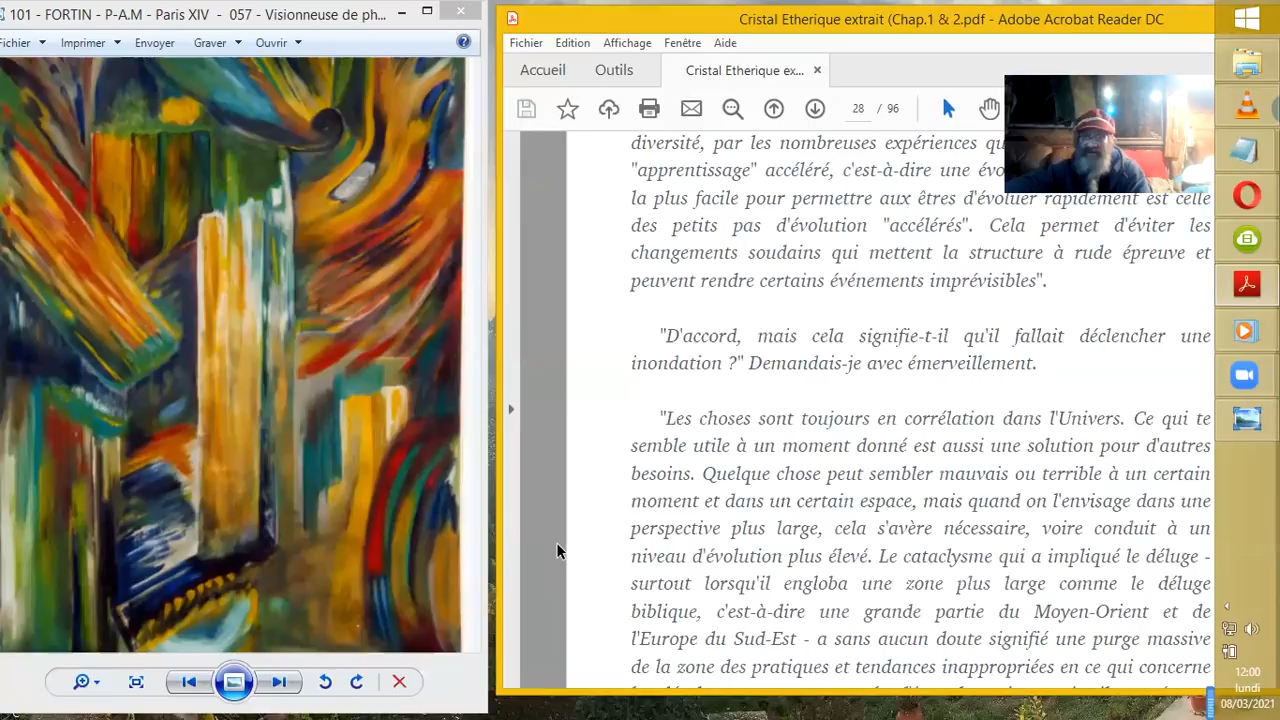 101 - FORTIN - P-A-M - Paris XIV - 057 - Visionneuse de ph...
Fichier Imprimer Envoyer Graver Ouvrir
Cristal Etherique extrait (Chap.1 & 2.pdf - Adobe Acrobat Reader DC
Fichier Edition Affichage Fenêtre Aide
Accueil Outils Cristal Etherique ex...
28 / 96
diversité, par les nombreuses expériences
"apprentissage" accéléré, c'est-à-dire une
la plus facile pour permettre aux êtres d'évoluer rapidement est celle
des petits pas d'évolution "accélérés". Cela permet d'éviter les
changements soudains qui mettent la structure à rude épreuve et
peuvent rendre certains événements imprévisibles".
"D'accord, mais cela signifie-t-il qu'il fallait déclencher une
inondation ?" Demandais-je avec émerveillement.
"Les choses sont toujours en corrélation dans l'Univers. Ce qui te
semble utile à un moment donné est aussi une solution pour d'autres
besoins. Quelque chose peut sembler mauvais ou terrible à un certain
moment et dans un certain espace, mais quand on l'envisage dans une
perspective plus large, cela s'avère nécessaire, voire conduit à un
niveau d'évolution plus élevé. Le cataclysme qui a impliqué le déluge -
surtout lorsqu'il engloba une zone plus large comme le déluge
biblique, c'est-à-dire une grande partie du Moyen-Orient et de
l'Europe du Sud-Est - a sans aucun doute signifié une purge massive
de la zone des pratiques et tendances inappropriées en ce qui concerne
12:00
lundi
08/03/2021